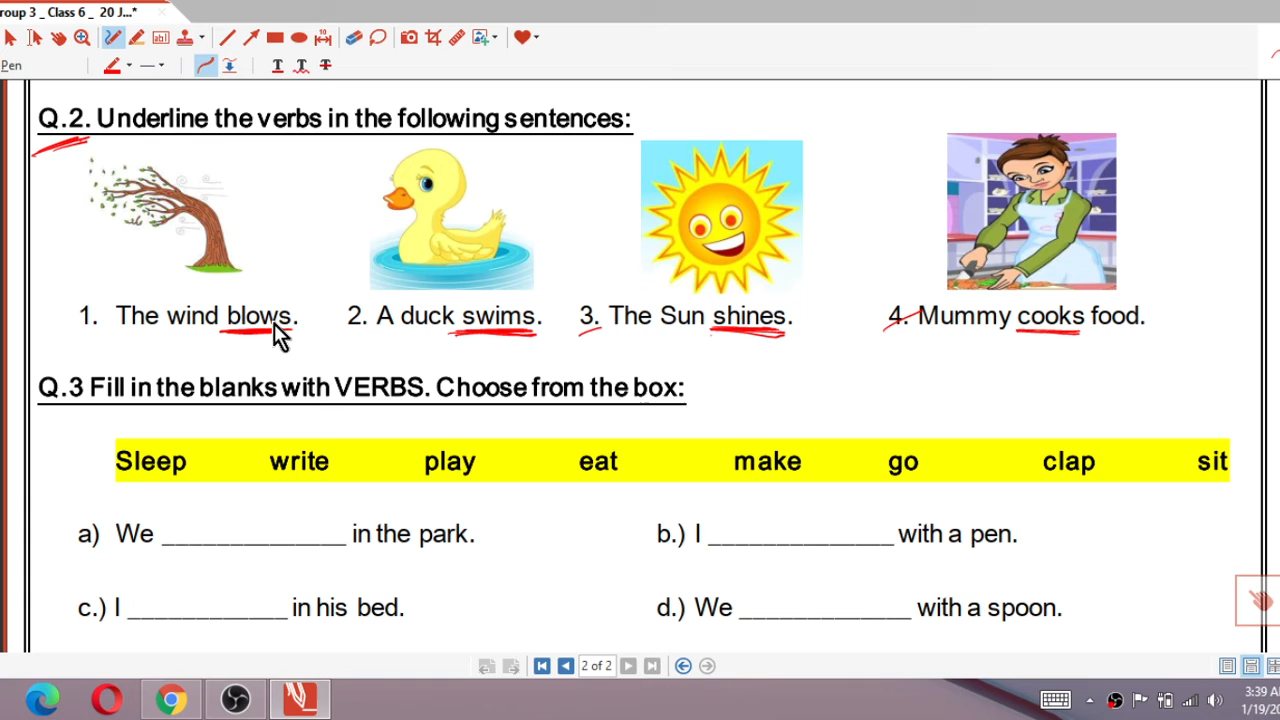 roup 3 _ Class 6 _ 20 J...*
Pen
Q.2. Underline the verbs in the following sentences:
1. The wind blows. 2. A duck swims. 3. The Sun shines. 4. Mummy cooks food.
Q.3 Fill in the blanks with VERBS. Choose from the box:
Sleep write play eat make go clap sit
a) We ______________ in the park. b.) I ______________ with a pen.
c.) I ____________ in his bed. d.) We _____________ with a spoon.
2 of 2
3:39 A
1/19/20